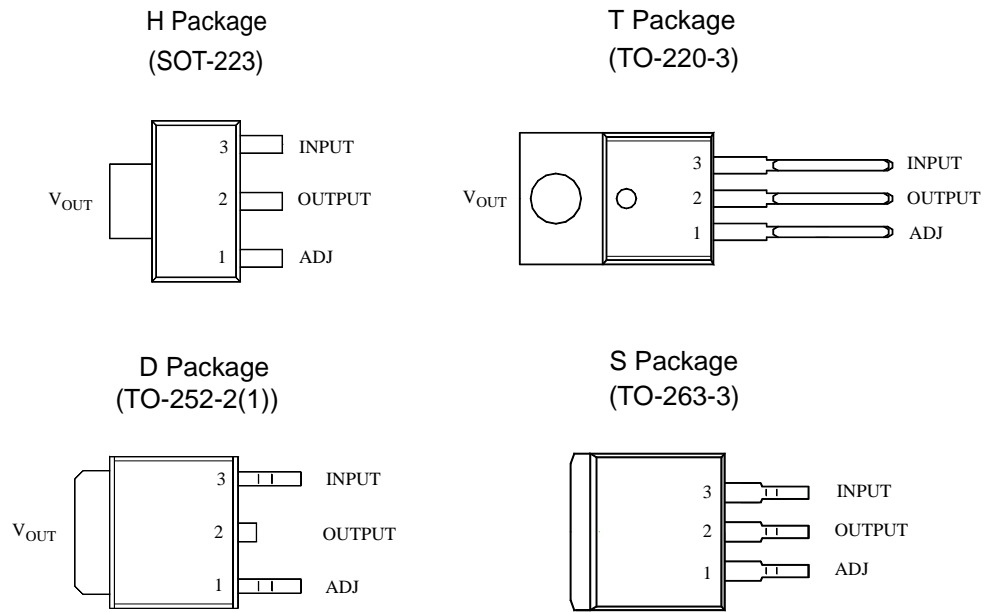 H Package
(SOT-223)
3 INPUT
V_OUT 2 OUTPUT
1 ADJ
T Package
(TO-220-3)
3 INPUT
V_OUT 2 OUTPUT
1 ADJ
D Package
(TO-252-2(1))
3 INPUT
V_OUT 2 OUTPUT
1 ADJ
S Package
(TO-263-3)
3 INPUT
2 OUTPUT
1 ADJ